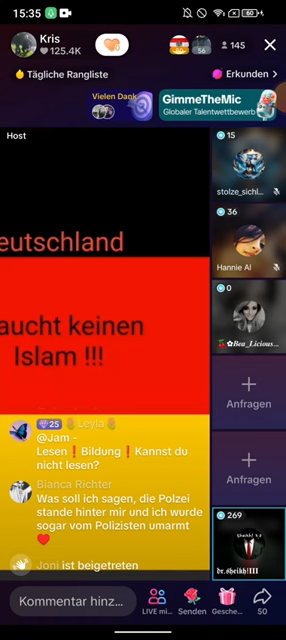 15:35
60
Kris
125.4K
56
145
Tägliche Rangliste
Erkunden >
Vielen Dank
GimmeTheMic
Globaler Talentwettbewerb
Host
15
stolze_sichl...
eutschland
36
Hannie Al
aucht keinen
Islam !!!
0
🍒✿Bea_Licious...
Anfragen
25 Leyla
@Jam -
Lesen❗Bildung❗Kannst du
nicht lesen?
Anfragen
Bianca Richter
Was soll ich sagen, die Polzei
stande hinter mir und ich wurde
sogar vom Polizisten umarmt
❤️
269
dr.sheikh!III
Joni ist beigetreten
Kommentar hinz...
LIVE mi...
Senden
Gesche...
50